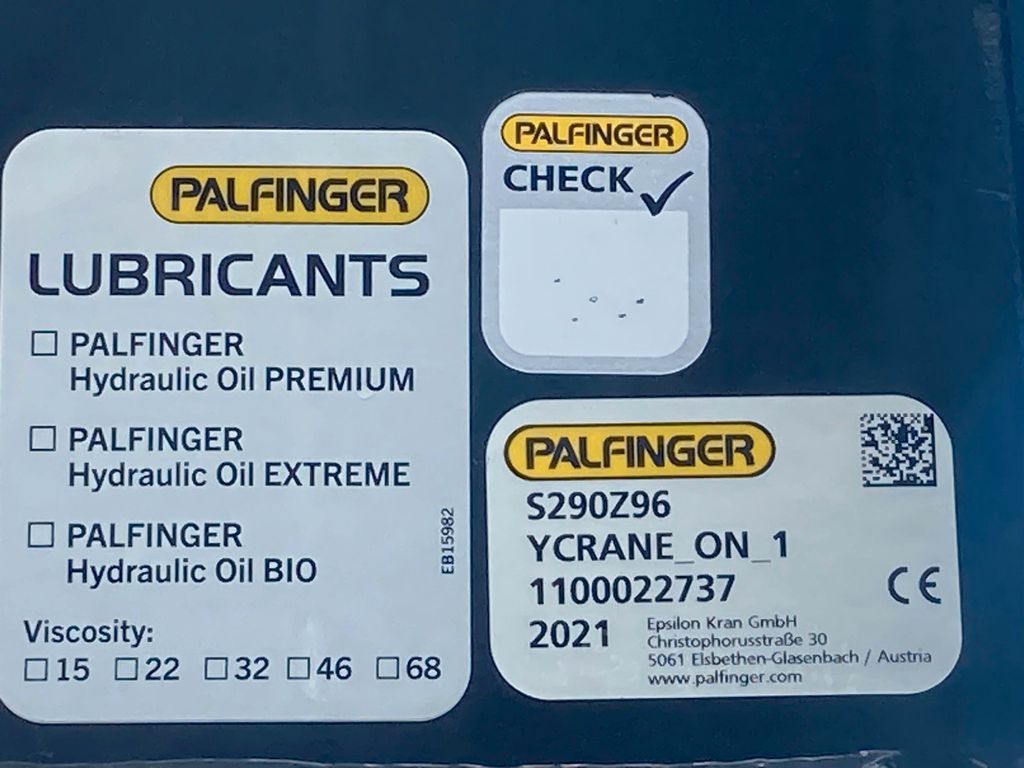 PALFINGER
LUBRICANTS
PALFINGER
Hydraulic Oil PREMIUM
PALFINGER
Hydraulic Oil EXTREME
PALFINGER
Hydraulic Oil BIO
EB15982
Viscosity:
15 22 32 46 68
PALFINGER
CHECK
PALFINGER
S290Z96
YCRANE_ON_1
1100022737
CE
2021
Epsilon Kran GmbH
Christophorusstraße 30
5061 Elsbethen-Glasenbach / Austria
www.palfinger.com